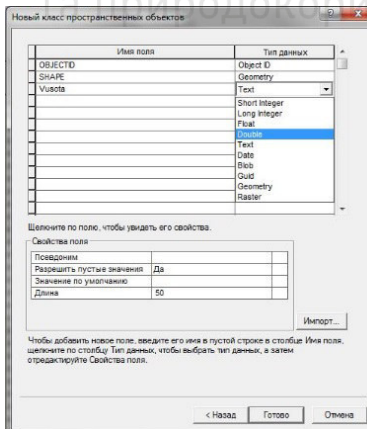 та природокори
Новый класс пространственных объектов
Имя поля Тип данных
OBJECTID Object ID
SHAPE Geometry
Vusota Text
Short Integer
Long Integer
Float
Double
Text
Date
Blob
Guid
Geometry
Raster
Щелкните по полю, чтобы увидеть его свойства.
Свойства поля
Псевдоним
Разрешить пустые значения Да
Значение по умолчанию
Длина 50
Импорт...
Чтобы добавить новое поле, введите его имя в пустой строке в столбце Имя поля,
щелкните по столбцу Тип данных, чтобы выбрать тип данных, а затем
отредактируйте Свойства поля.
< Назад Готово Отмена